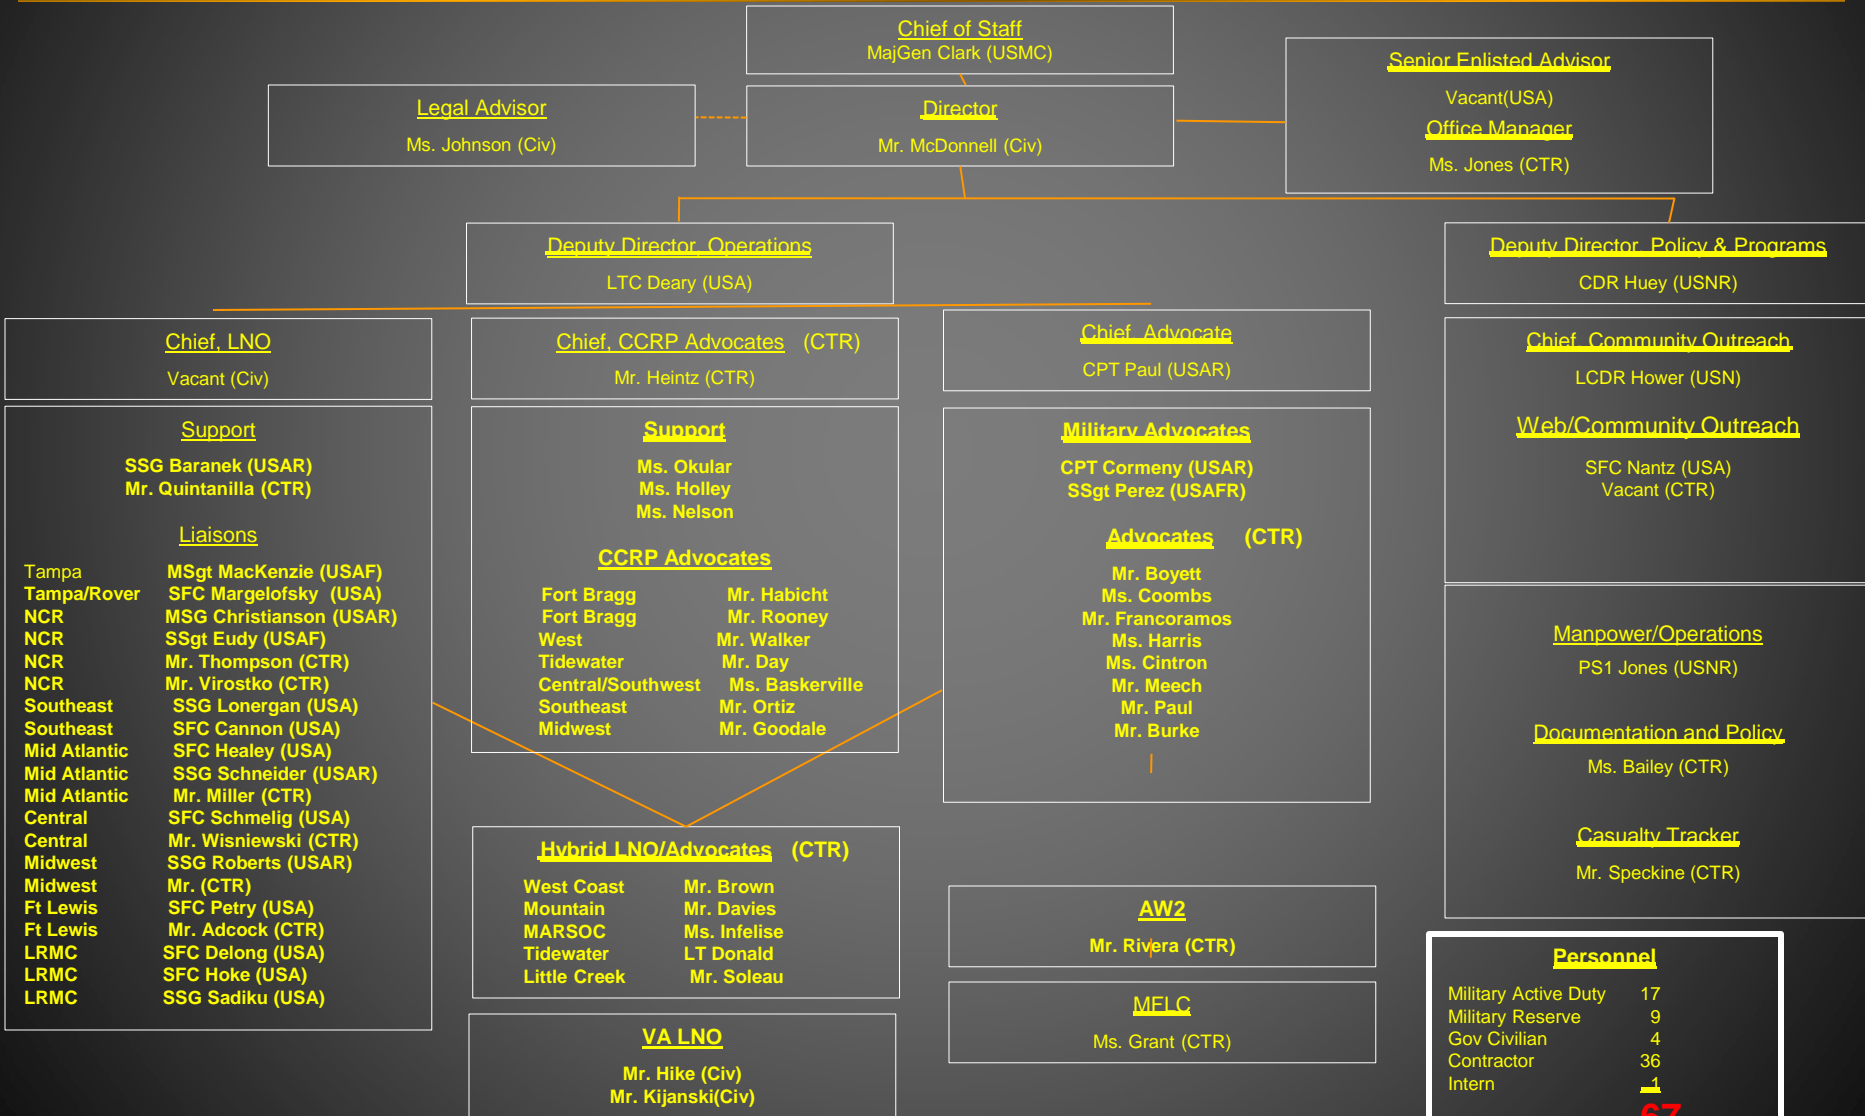 Chief of Staff
MajGen Clark (USMC)
Senior Enlisted Advisor
Vacant(USA)
Office Manager
Ms. Jones (CTR)
Legal Advisor
Ms. Johnson (Civ)
Director
Mr. McDonnell (Civ)
Deputy Director, Operations
LTC Deary (USA)
Deputy Director, Policy & Programs
CDR Huey (USNR)
Chief, LNO
Vacant (Civ)
Support
SSG Baranek (USAR)
Mr. Quintanilla (CTR)
Liaisons
Tampa MSgt MacKenzie (USAF)
Tampa/Rover SFC Margelofsky (USA)
NCR MSG Christianson (USAR)
NCR SSgt Eudy (USAF)
NCR Mr. Thompson (CTR)
NCR Mr. Virostko (CTR)
Southeast SSG Lonergan (USA)
Southeast SFC Cannon (USA)
Mid Atlantic SFC Healey (USA)
Mid Atlantic SSG Schneider (USAR)
Mid Atlantic Mr. Miller (CTR)
Central SFC Schmelig (USA)
Central Mr. Wisniewski (CTR)
Midwest SSG Roberts (USAR)
Midwest Mr. (CTR)
Ft Lewis SFC Petry (USA)
Ft Lewis Mr. Adcock (CTR)
LRMC SFC Delong (USA)
LRMC SFC Hoke (USA)
LRMC SSG Sadiku (USA)
Chief, CCRP Advocates (CTR)
Mr. Heintz (CTR)
Support
Ms. Okular
Ms. Holley
Ms. Nelson
CCRP Advocates
Fort Bragg Mr. Habicht
Fort Bragg Mr. Rooney
West Mr. Walker
Tidewater Mr. Day
Central/Southwest Ms. Baskerville
Southeast Mr. Ortiz
Midwest Mr. Goodale
Hybrid LNO/Advocates (CTR)
West Coast Mr. Brown
Mountain Mr. Davies
MARSOC Ms. Infelise
Tidewater LT Donald
Little Creek Mr. Soleau
VA LNO
Mr. Hike (Civ)
Mr. Kijanski(Civ)
Chief, Advocate
CPT Paul (USAR)
Military Advocates
CPT Cormeny (USAR)
SSgt Perez (USAFR)
Advocates (CTR)
Mr. Boyett
Ms. Coombs
Mr. Francoramos
Ms. Harris
Ms. Cintron
Mr. Meech
Mr. Paul
Mr. Burke
AW2
Mr. Rivera (CTR)
MFLC
Ms. Grant (CTR)
Chief, Community Outreach
LCDR Hower (USN)
Web/Community Outreach
SFC Nantz (USA)
Vacant (CTR)
Manpower/Operations
PS1 Jones (USNR)
Documentation and Policy
Ms. Bailey (CTR)
Casualty Tracker
Mr. Speckine (CTR)
Personnel
Military Active Duty 17
Military Reserve 9
Gov Civilian 4
Contractor 36
Intern 1
67